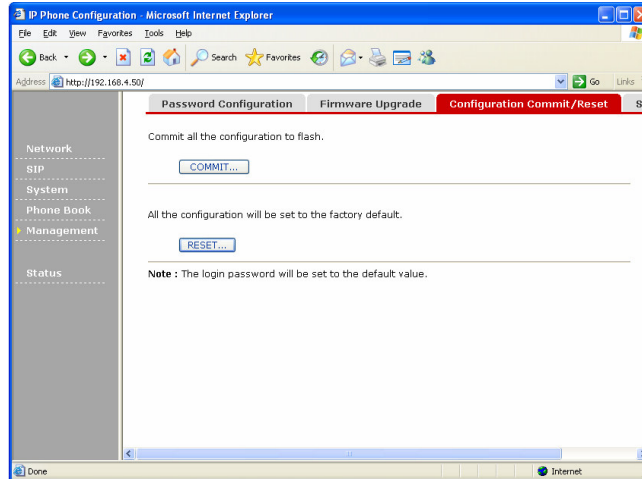 IP Phone Configuration - Microsoft Internet Explorer
File Edit View Favorites Tools Help
Back Search Favorites
Address http://192.168.4.50/ Go Links
Password Configuration Firmware Upgrade Configuration Commit/Reset S
Commit all the configuration to flash.
Network
COMMIT...
SIP
System
Phone Book
All the configuration will be set to the factory default.
Management
RESET...
Status
Note : The login password will be set to the default value.
Done Internet